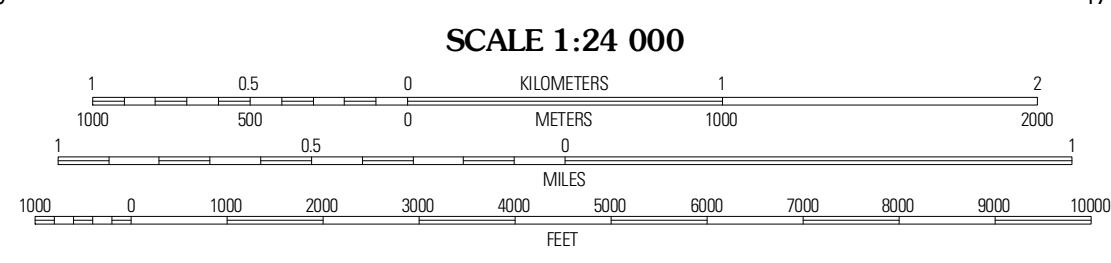 SCALE 1:24 000
1 0.5 0 KILOMETERS 1 2
1000 500 0 METERS 1000 2000
1 0.5 0 1
MILES
1000 0 1000 2000 3000 4000 5000 6000 7000 8000 9000 10000
FEET